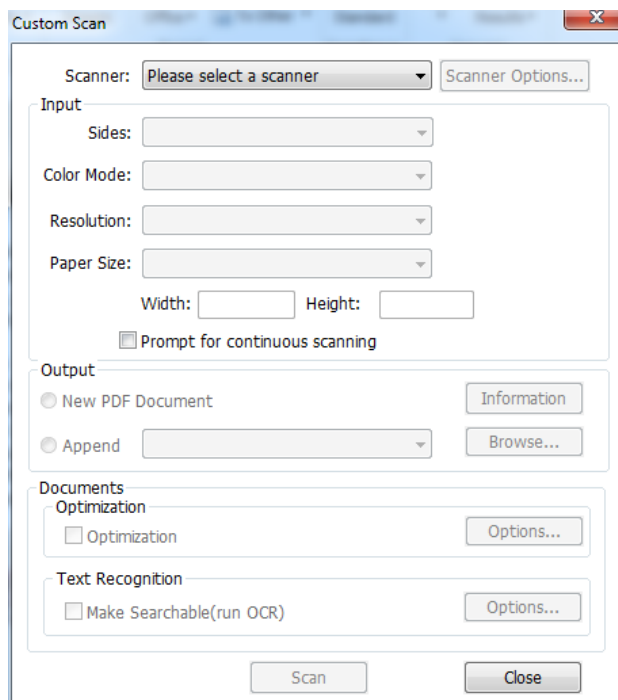 Custom Scan
Scanner: Please select a scanner Scanner Options...
Input
Sides:
Color Mode:
Resolution:
Paper Size:
Width: Height:
Prompt for continuous scanning
Output
New PDF Document Information
Append Browse...
Documents
Optimization
Optimization Options...
Text Recognition
Make Searchable(run OCR) Options...
Scan Close